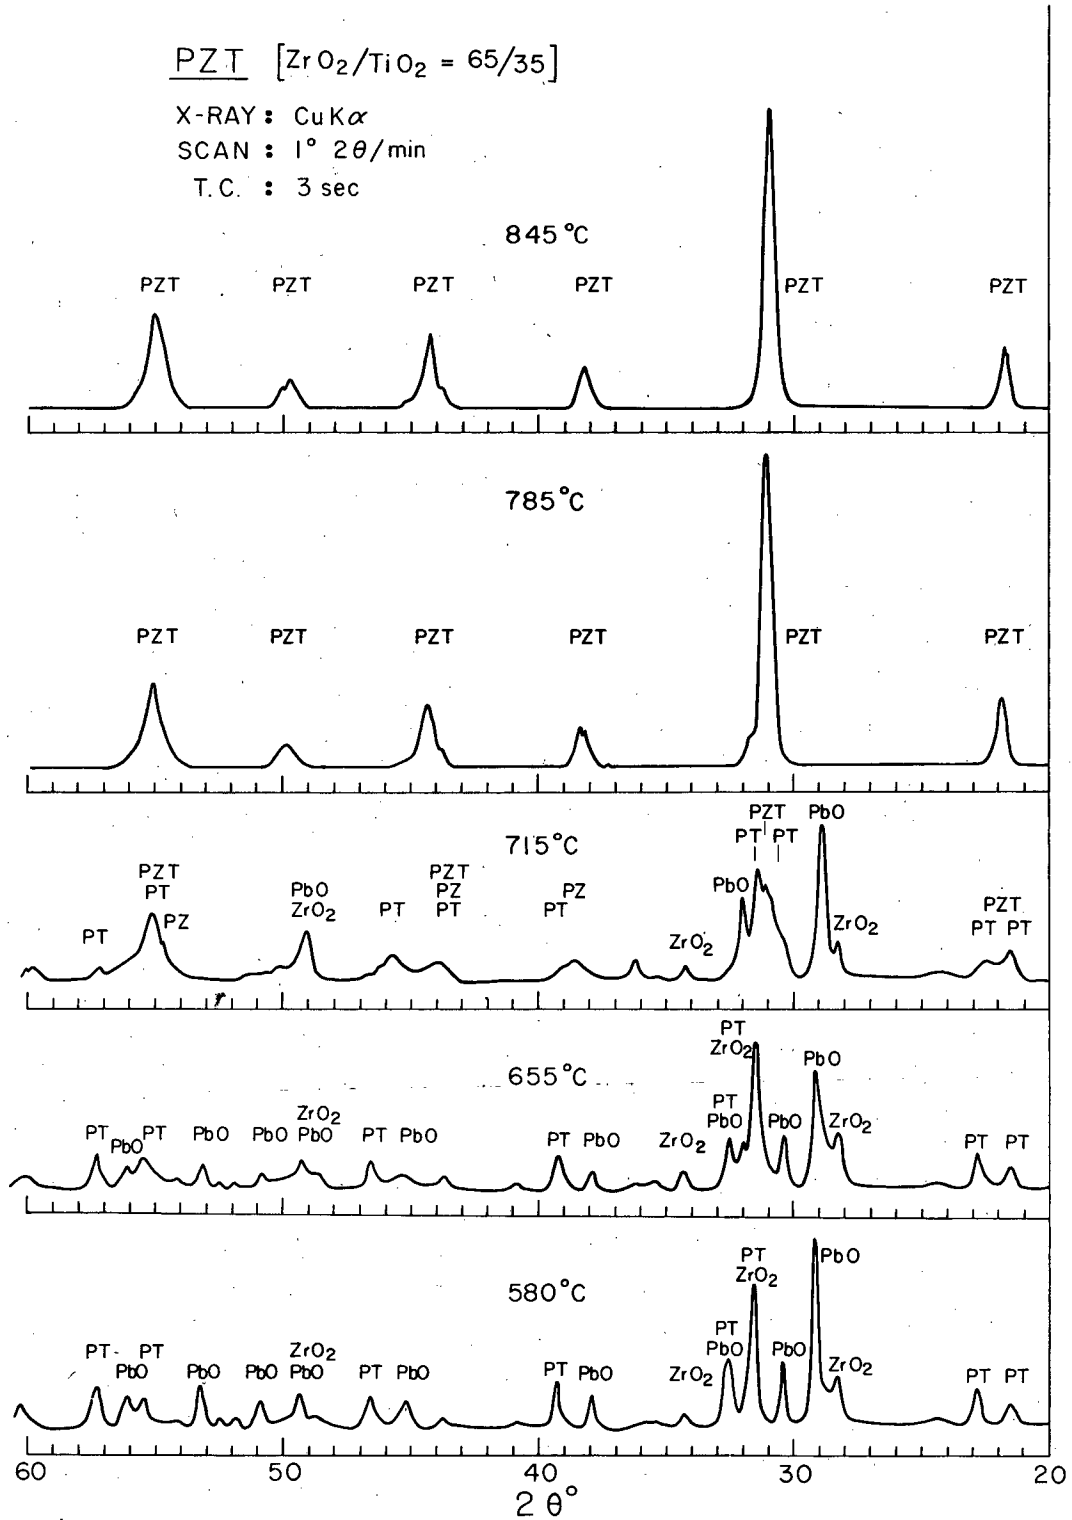 PZT [ZrO₂/TiO₂ = 65/35]
X-RAY : CuKα
SCAN : 1° 2θ/min
T.C. : 3 sec
845°C
PZT PZT PZT PZT PZT PZT
785°C
PZT PZT PZT PZT PZT PZT
715°C
PZT PbO
PT PT
PZT PZT
PT PbO PZ PZ PbO
PZ ZrO₂ PT PT PT ZrO₂ PZT
PT ZrO₂ PT PT
655°C
PT
ZrO₂ PbO
ZrO₂ PT
PT PbO PT PbO PbO PbO PT PbO PT PbO ZrO₂ PbO PbO ZrO₂ PT PT
580°C
PT PbO
ZrO₂
PT PT ZrO₂ PT
PbO PbO PbO PbO PT PbO PT PbO ZrO₂ PbO PbO ZrO₂ PT PT
60 50 40 30 20
2θ°